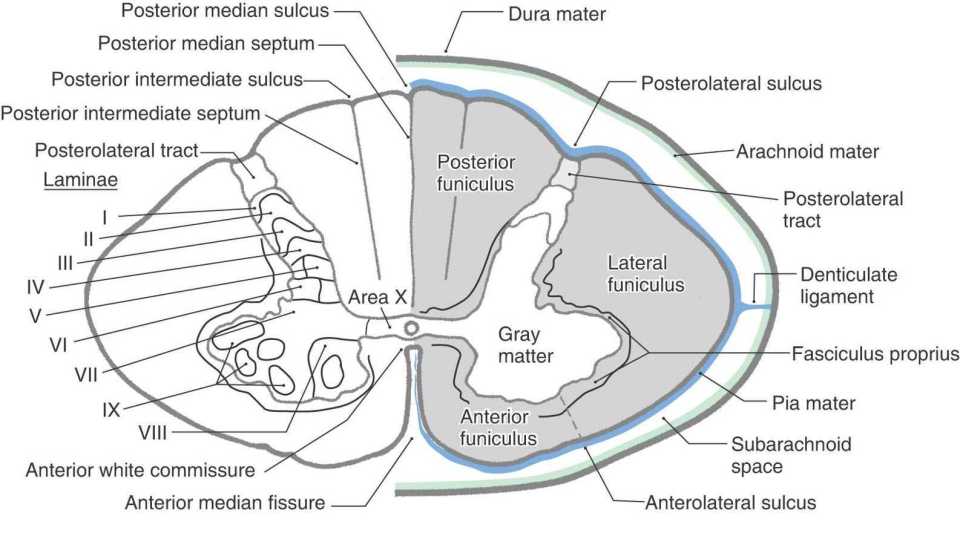 Posterior median sulcus
Posterior median septum
Posterior intermediate sulcus
Posterior intermediate septum
Posterolateral tract
Laminae
I
II
III
IV
V
VI
VII
IX
VIII
Anterior white commissure
Anterior median fissure
Area X
Posterior
funiculus
Lateral
funiculus
Gray
matter
Anterior
funiculus
Dura mater
Posterolateral sulcus
Arachnoid mater
Posterolateral
tract
Denticulate
ligament
Fasciculus proprius
Pia mater
Subarachnoid
space
Anterolateral sulcus